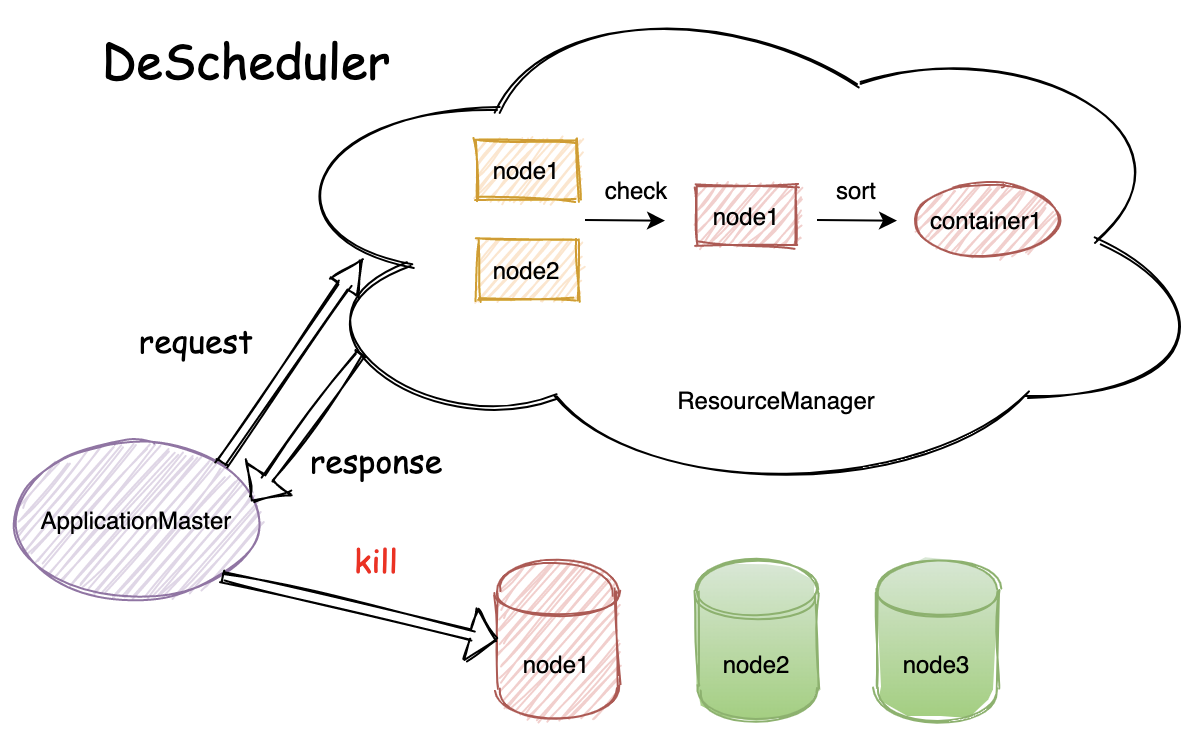 DeScheduler
node1
check
node1
sort
container1
node2
request
ResourceManager
response
ApplicationMaster
kill
node1
node2
node3